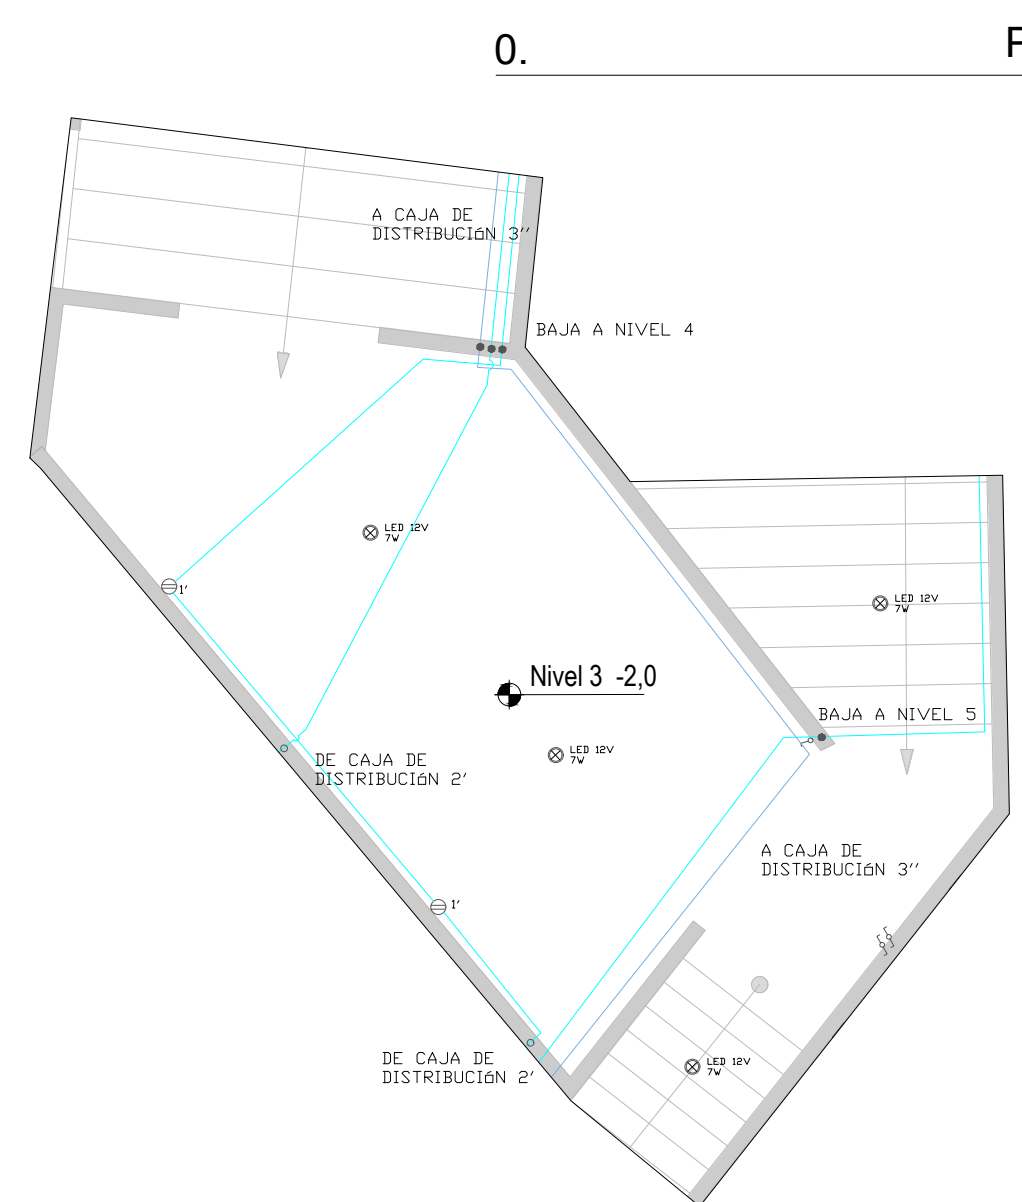 0.
F
A CAJA DE
DISTRIBUCIóN 3''
BAJA A NIVEL 4
LED 12V
7W
1'
LED 12V
7W
Nivel 3 -2,0
BAJA A NIVEL 5
LED 12V
7W
DE CAJA DE
DISTRIBUCIóN 2'
A CAJA DE
DISTRIBUCIóN 3''
1'
DE CAJA DE
DISTRIBUCIóN 2'
LED 12V
7W